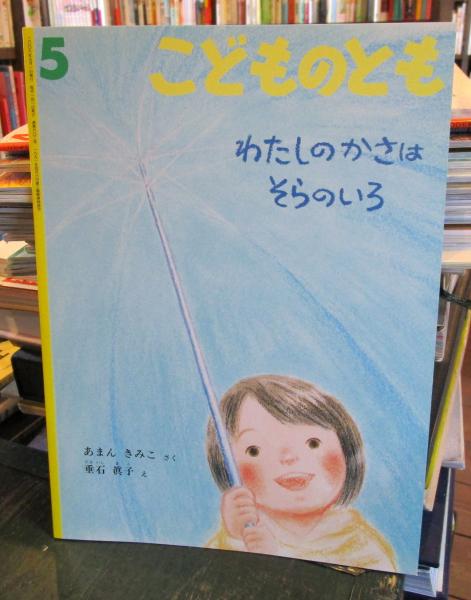 5
こどものとも
わたしのかさは
そらのいろ
あまん きみこ さく
垂石 眞子 え